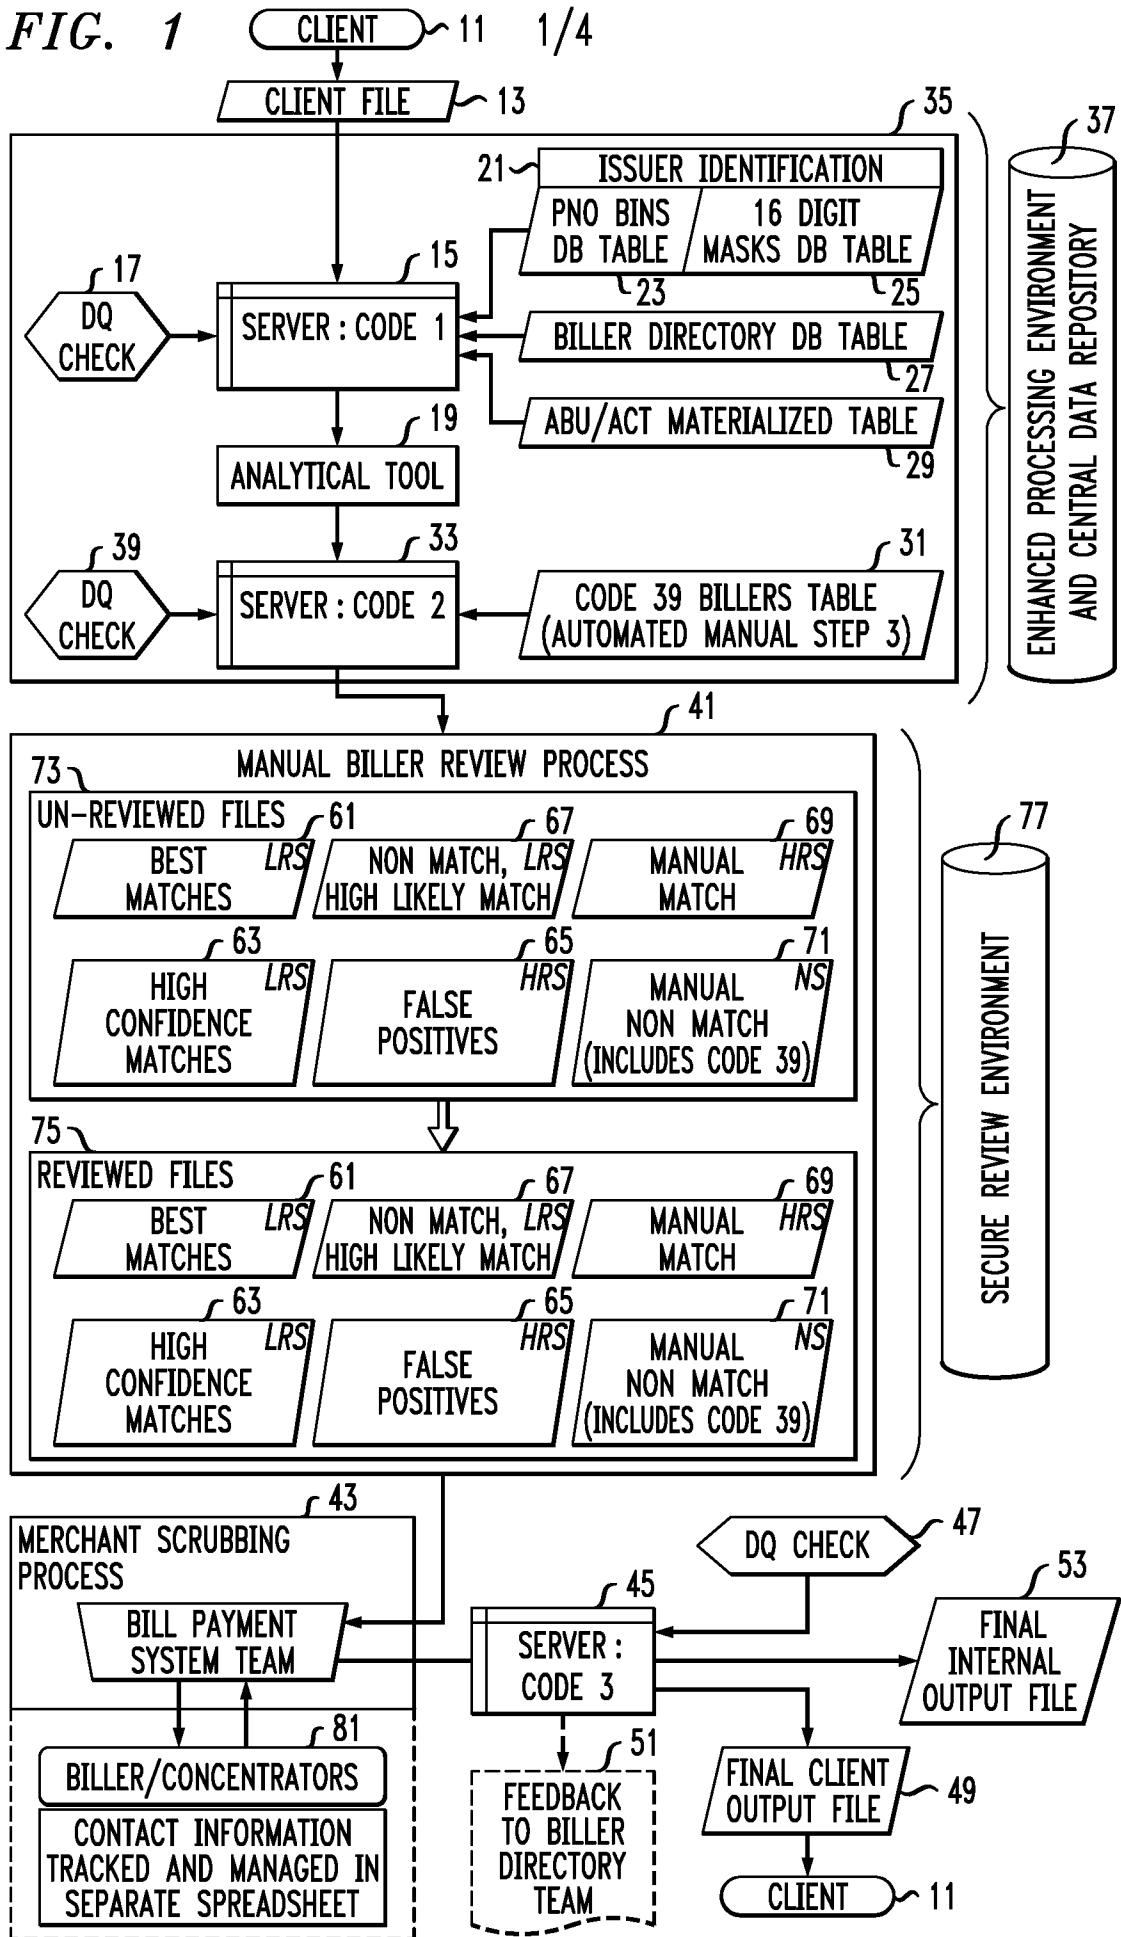 FIG. 1
CLIENT
11
1/4
CLIENT FILE
13
35
37
21
ISSUER IDENTIFICATION
PNO BINS
DB TABLE
16 DIGIT
MASKS DB TABLE
23
25
17
DQ
CHECK
15
SERVER: CODE 1
BILLER DIRECTORY DB TABLE
27
19
ABU/ACT MATERIALIZED TABLE
29
ANALYTICAL TOOL
39
DQ
CHECK
33
SERVER: CODE 2
31
CODE 39 BILLERS TABLE
(AUTOMATED MANUAL STEP 3)
ENHANCED PROCESSING ENVIRONMENT
AND CENTRAL DATA REPOSITORY
41
MANUAL BILLER REVIEW PROCESS
73
UN-REVIEWED FILES
61
BEST
MATCHES
LRS
67
NON MATCH,
HIGH LIKELY MATCH
LRS
69
MANUAL
MATCH
HRS
63
HIGH
CONFIDENCE
MATCHES
LRS
65
FALSE
POSITIVES
HRS
71
MANUAL
NON MATCH
(INCLUDES CODE 39)
NS
75
REVIEWED FILES
61
BEST
MATCHES
LRS
67
NON MATCH,
HIGH LIKELY MATCH
LRS
69
MANUAL
MATCH
HRS
63
HIGH
CONFIDENCE
MATCHES
LRS
65
FALSE
POSITIVES
HRS
71
MANUAL
NON MATCH
(INCLUDES CODE 39)
NS
77
SECURE REVIEW ENVIRONMENT
43
MERCHANT SCRUBBING
PROCESS
BILL PAYMENT
SYSTEM TEAM
81
BILLER/CONCENTRATORS
CONTACT INFORMATION
TRACKED AND MANAGED IN
SEPARATE SPREADSHEET
DQ CHECK
47
45
SERVER:
CODE 3
53
FINAL
INTERNAL
OUTPUT FILE
51
FEEDBACK
TO BILLER
DIRECTORY
TEAM
FINAL CLIENT
OUTPUT FILE
49
CLIENT
11